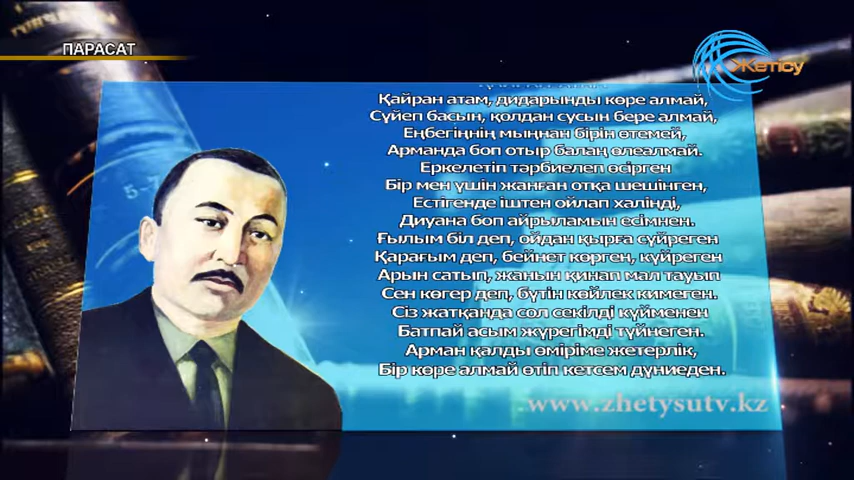 ПАРАСАТ
Жетісу
Қайран атам, дидарыңды көре алмай,
Сүйеп басын, қолдан сусын бере алмай,
Еңбегіңнің мыңнан бірін өтемей,
Арманда боп отыр балаң өлеалмай.
Еркелетіп тәрбиелеп өсірген
Бір мен үшін жанған отқа шешінген,
Естігенде іштен ойлап халіңді,
Диуана боп айрыламын есімнен.
Ғылым біл деп, ойдан қырға сүйреген
Қарағым деп, бейнет көрген, күйреген
Арын сатып, жанын қинап мал тауып
Сен көгер деп, бүтін көйлек кимеген.
Сіз жатқанда сол секілді күйменен
Батпай асым жүрегімді түйнеген.
Арман қалды өміріме жетерлік,
Бір көре алмай өтіп кетсем дүниеден.
www.zhetysutv.kz